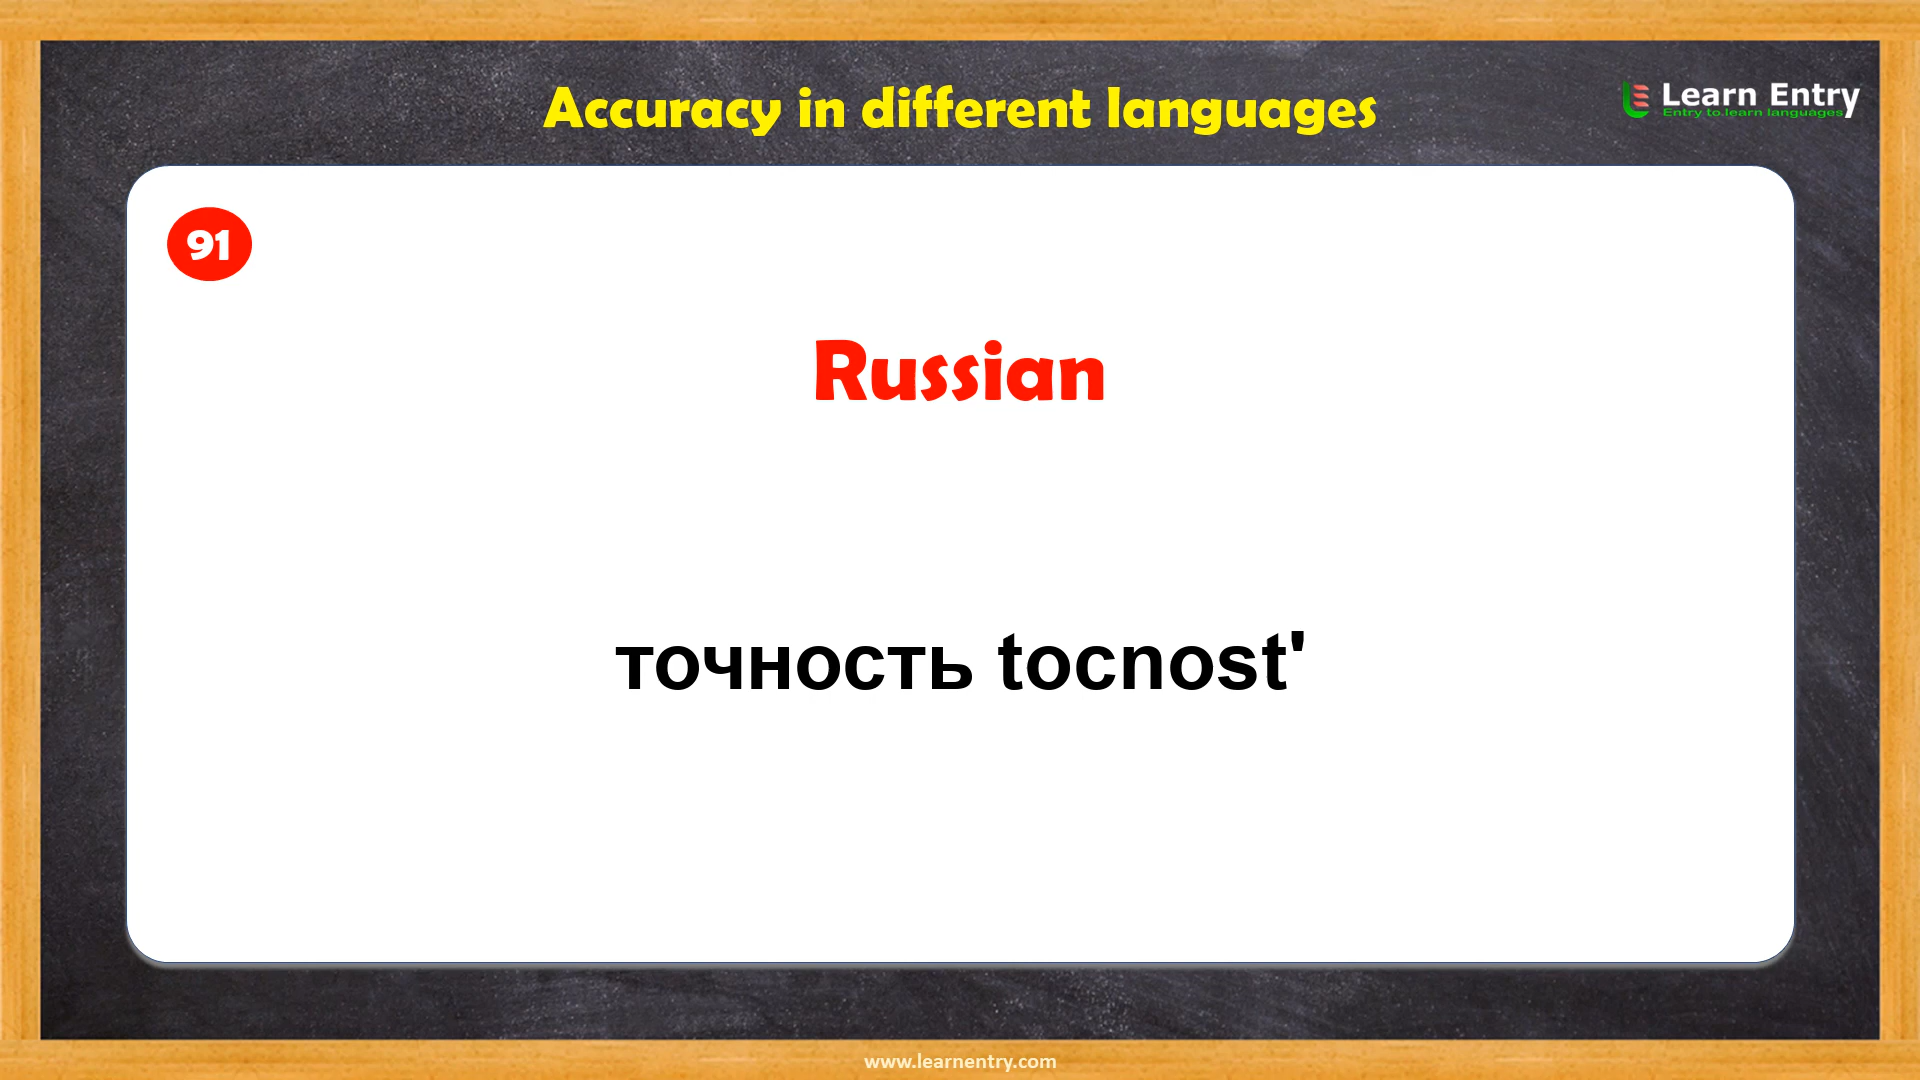 Accuracy in different languages
Learn Entry
Entry to learn languages
91
Russian
точность tocnost'
www.learnentry.com